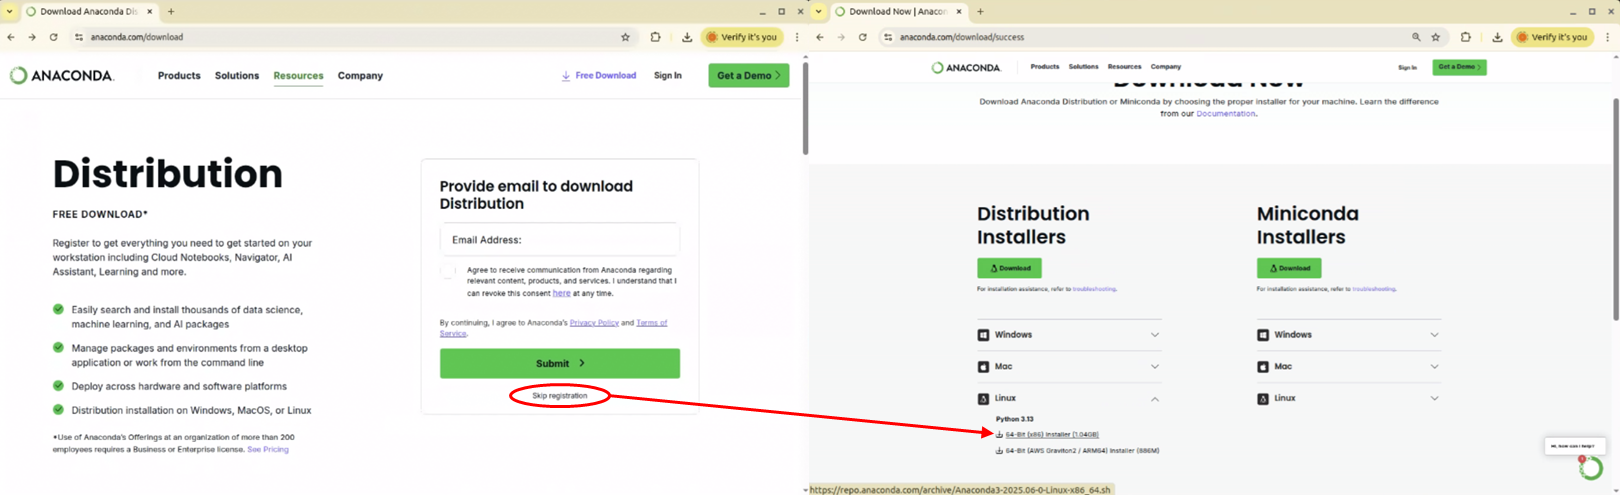 Download Anaconda Dis
anaconda.com/download
Verify it's you
ANACONDA.
Products
Solutions
Resources
Company
Free Download
Sign In
Get a Demo
Distribution
FREE DOWNLOAD*
Register to get everything you need to get started on your
workstation including Cloud Notebooks, Navigator, AI
Assistant, Learning and more.
Easily search and install thousands of data science,
machine learning, and AI packages
Manage packages and environments from a desktop
application or work from the command line
Deploy across hardware and software platforms
Distribution installation on Windows, MacOS, or Linux
*Use of Anaconda's Offerings at an organization of more than 200
employees requires a Business or Enterprise license. See Pricing
Provide email to download
Distribution
Email Address:
Agree to receive communication from Anaconda regarding
relevant content, products, and services. I understand that I
can revoke this consent here at any time.
By continuing, I agree to Anaconda's Privacy Policy and Terms of
Service.
Submit
Skip registration
Download Now | Anacon
anaconda.com/download/success
Verify it's you
ANACONDA.
Products
Solutions
Resources
Company
Sign In
Get a Demo
Download Now
Download Anaconda Distribution or Miniconda by choosing the proper installer for your machine. Learn the difference
from our Documentation.
Distribution
Installers
Download
For installation assistance, refer to troubleshooting.
Windows
Mac
Linux
Python 3.13
64-Bit (x86) Installer (1.04GB)
64-Bit (AWS Graviton2 / ARM64) Installer (886M)
Miniconda
Installers
Download
For installation assistance, refer to troubleshooting.
Windows
Mac
Linux
Hi, how can I help?
https://repo.anaconda.com/archive/Anaconda3-2025.06-0-Linux-x86_64.sh